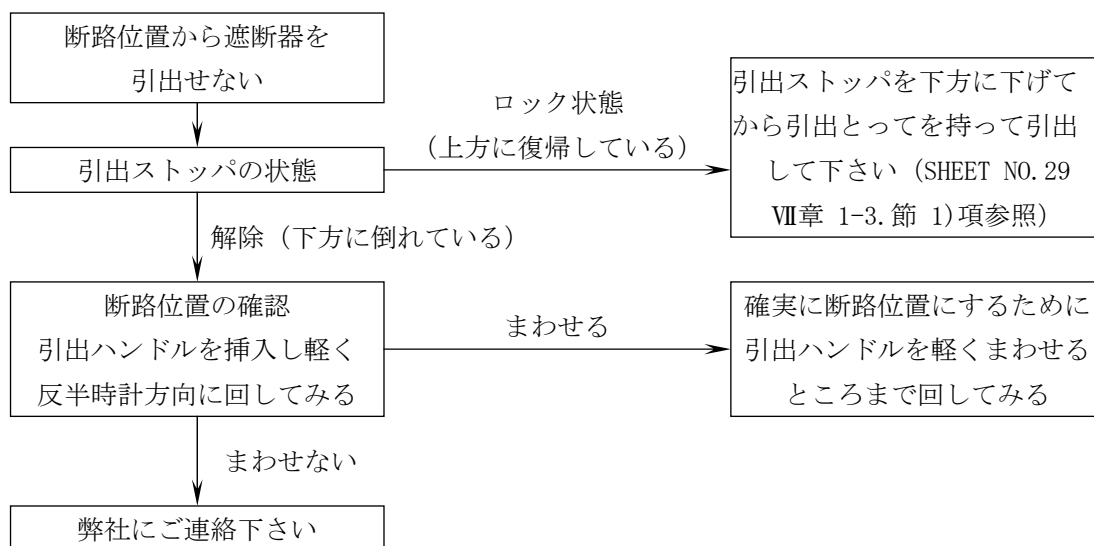 断路位置から遮断器を
引出せない
引出ストッパの状態
ロック状態
（上方に復帰している）
引出ストッパを下方に下げて
から引出とってを持って引出
して下さい（SHEET NO.29
Ⅶ章 1-3.節 1)項参照）
解除（下方に倒れている）
断路位置の確認
引出ハンドルを挿入し軽く
反半時計方向に回してみる
まわせる
確実に断路位置にするために
引出ハンドルを軽くまわせる
ところまで回してみる
まわせない
弊社にご連絡下さい